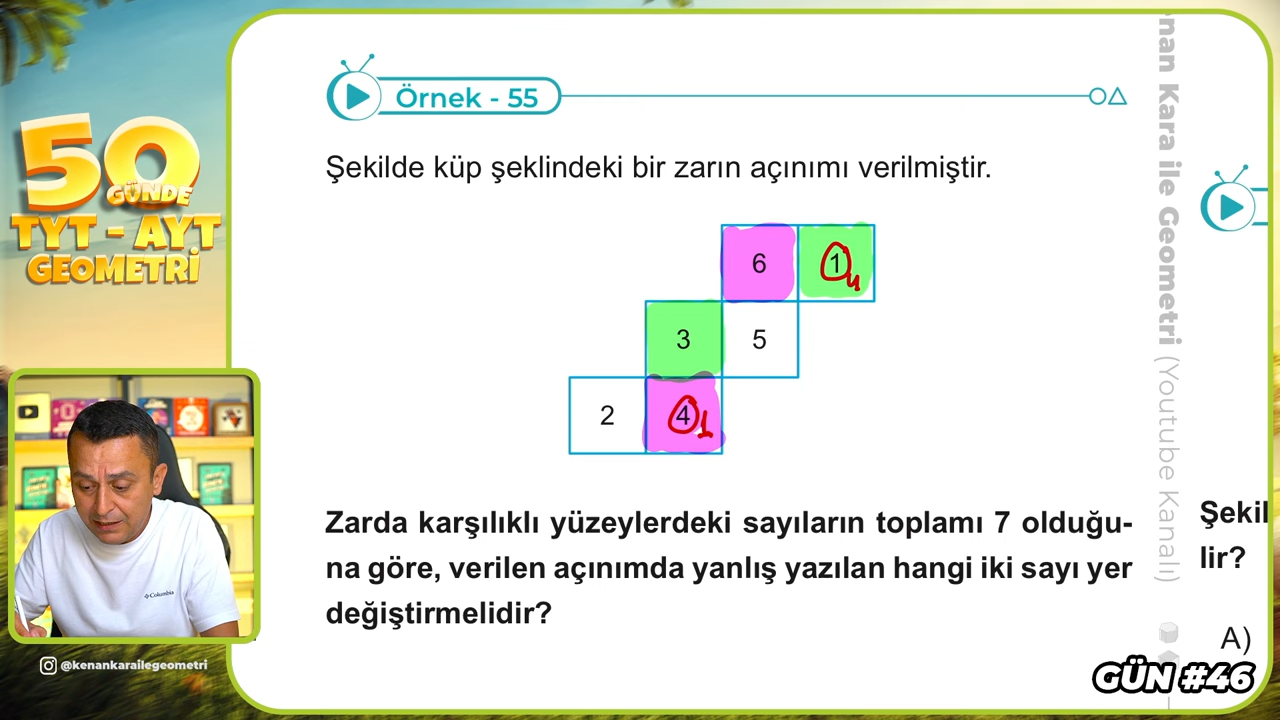 50
GÜNDE
TYT - AYT
GEOMETRİ
Örnek - 55
Şekilde küp şeklindeki bir zarın açınımı verilmiştir.
6 1 4
3 5
2 4 1
Zarda karşılıklı yüzeylerdeki sayıların toplamı 7 olduğu-
na göre, verilen açınımda yanlış yazılan hangi iki sayı yer
değiştirmelidir?
nan Kara ile Geometri (Youtube Kanalı)
Şekil
lir?
A)
Columbia
@kenankarailegeometri
GÜN #46